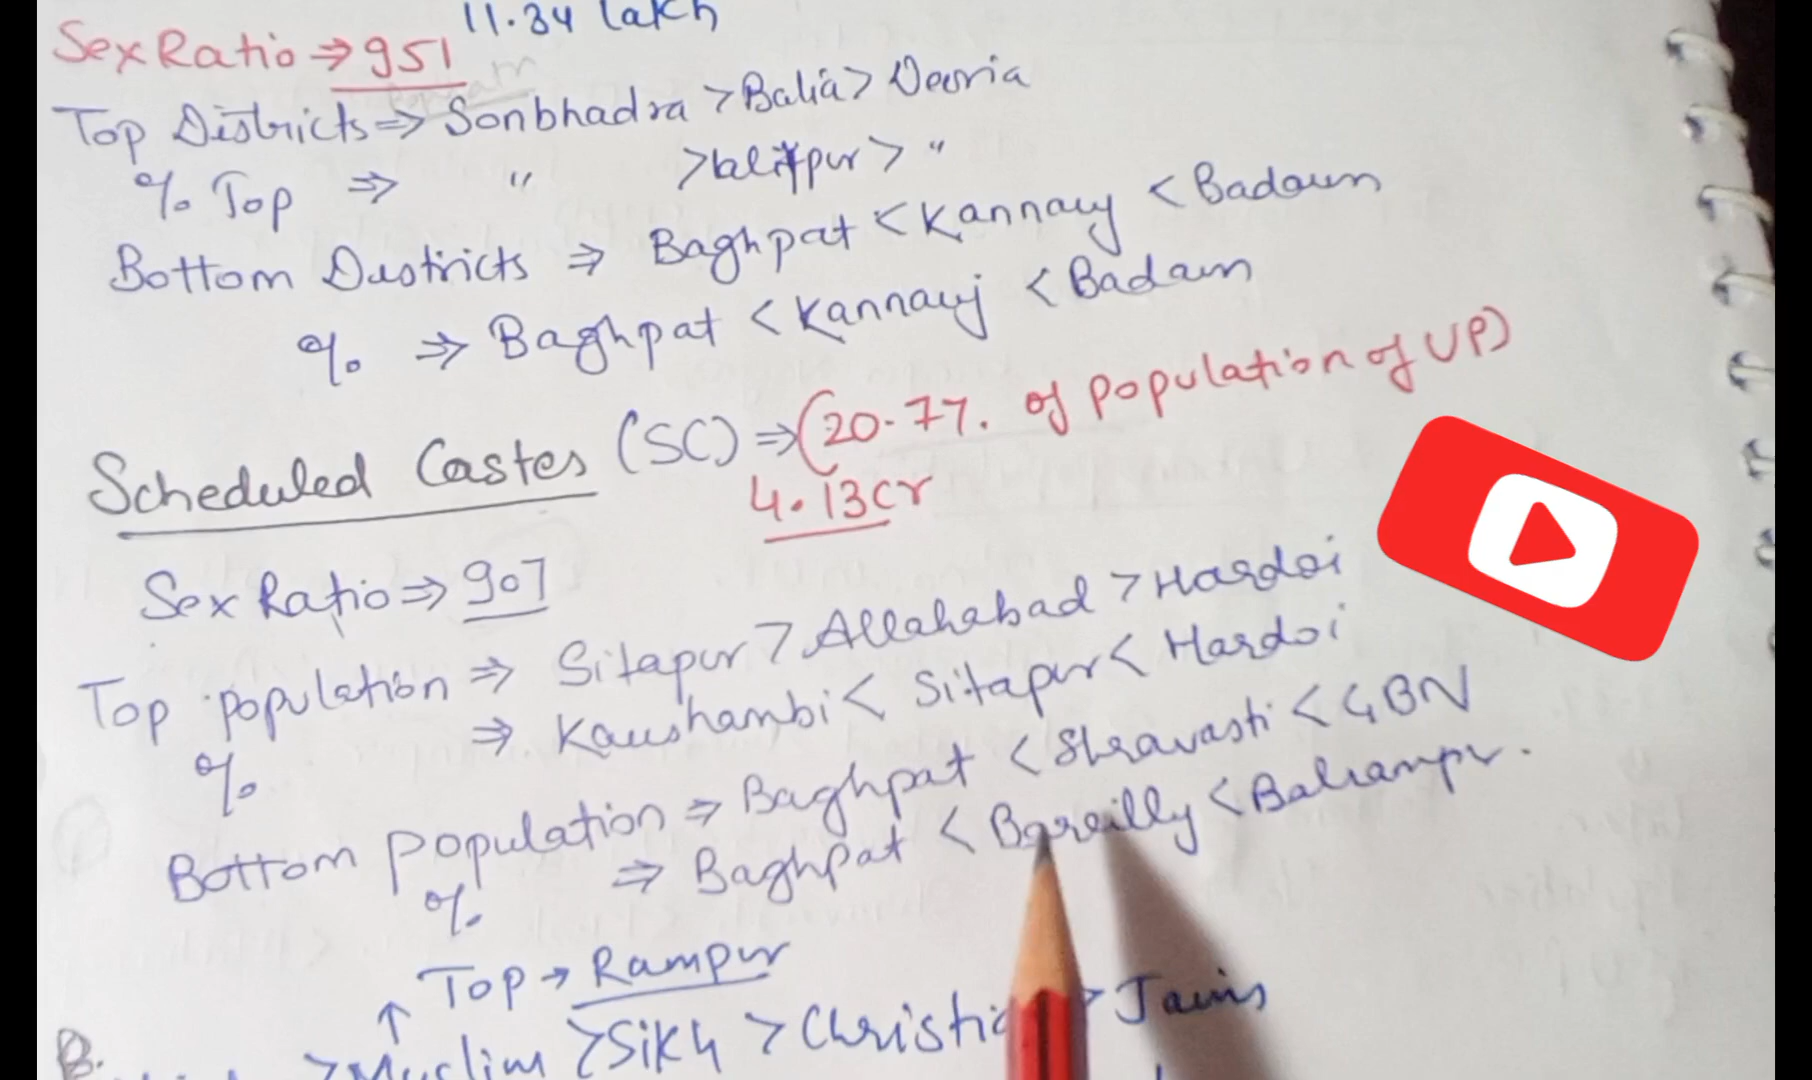 11.34 lakh
Sex Ratio ⇒ 951
Top Districts ⇒ Sonbhadra > Balia > Deoria
% Top ⇒ " > lalitpur > "
Bottom Districts ⇒ Baghpat < Kannauj < Badaun
% ⇒ Baghpat < Kannauj < Badaun
Scheduled Castes (SC) ⇒ (20.7%. of population of UP)
4.13cr
Sex Ratio ⇒ 907
Top population ⇒ Sitapur > Allahabad > Hardoi
% ⇒ Kaushambi < Sitapur < Hardoi
Bottom population ⇒ Baghpat < Shravasti < GBN
% ⇒ Baghpat < Bareilly < Balrampur.
↑ Top → Rampur
B.
> Muslim > Sikh > Christia > Jains